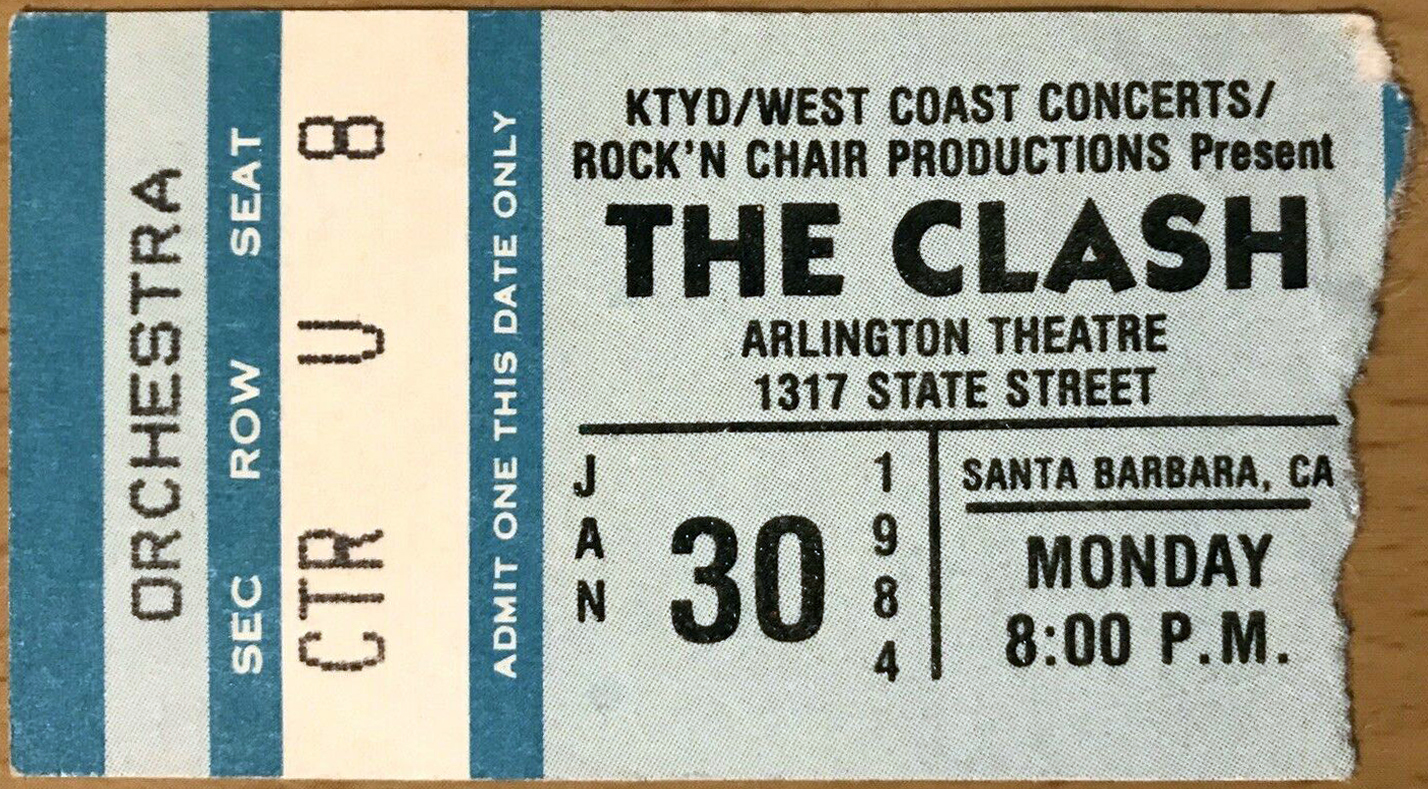 ORCHESTRA
SEC ROW SEAT
CTR U 8
ADMIT ONE THIS DATE ONLY
KTYD/WEST COAST CONCERTS/
ROCK'N CHAIR PRODUCTIONS Present
THE CLASH
ARLINGTON THEATRE
1317 STATE STREET
JAN 30 1984
SANTA BARBARA, CA
MONDAY
8:00 P.M.